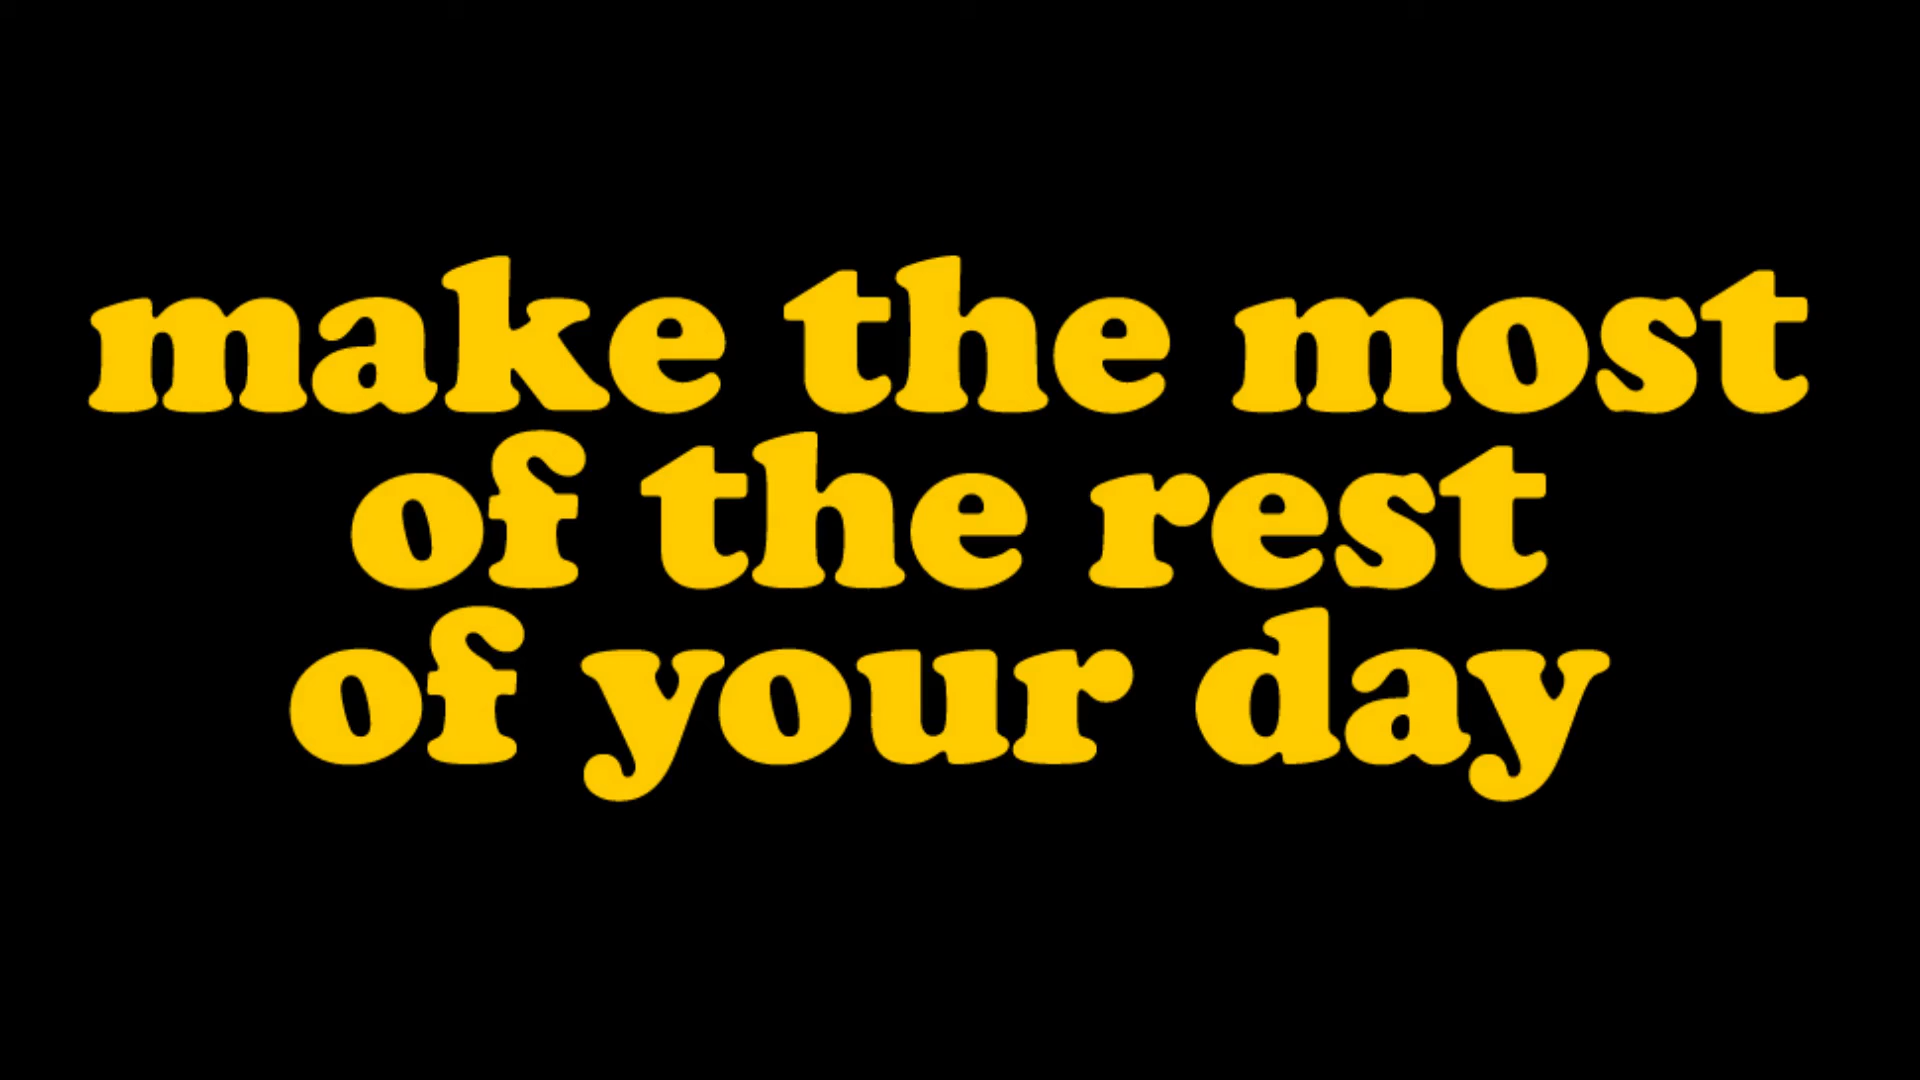 make the most
of the rest
of your day